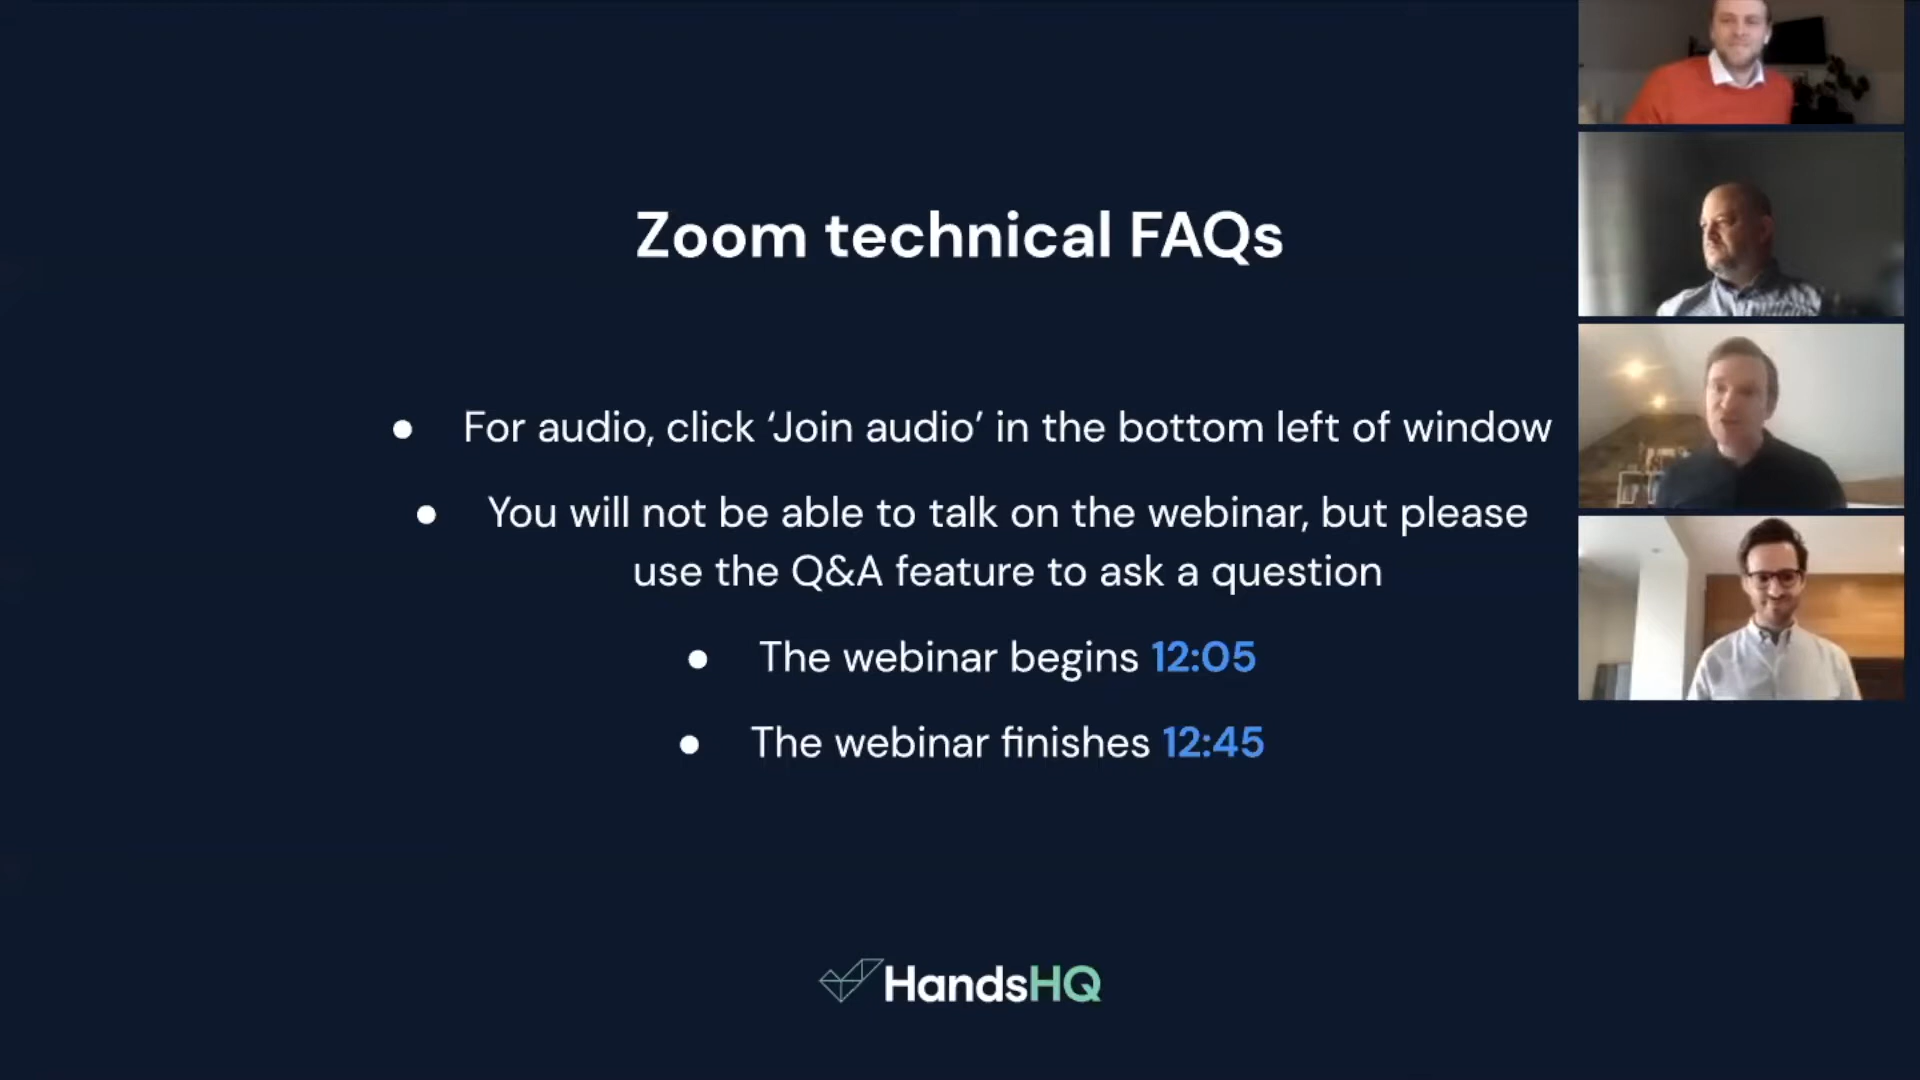 Zoom technical FAQs
● For audio, click ‘Join audio’ in the bottom left of window
● You will not be able to talk on the webinar, but please
use the Q&A feature to ask a question
● The webinar begins 12:05
● The webinar finishes 12:45
HandsHQ